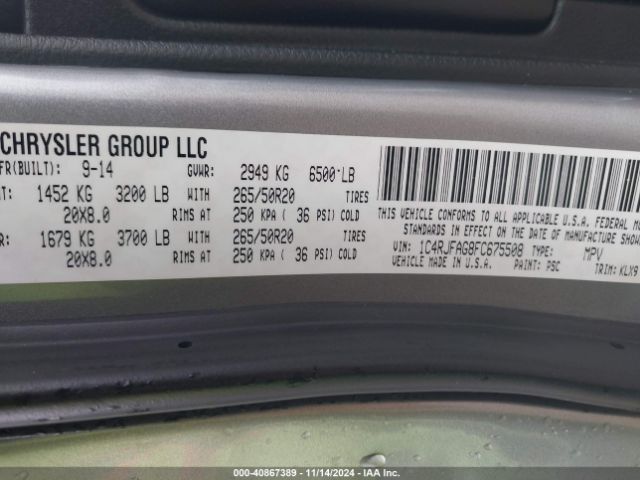 CHRYSLER GROUP LLC
FR(BUILT): 9-14 GVWR: 2949 KG 6500 LB
T: 1452 KG 3200 LB WITH 265/50R20 TIRES
20X8.0 RIMS AT 250 KPA ( 36 PSI) COLD
R: 1679 KG 3700 LB WITH 265/50R20 TIRES
20X8.0 RIMS AT 250 KPA ( 36 PSI) COLD
THIS VEHICLE CONFORMS TO ALL APPLICABLE U.S.A. FEDERAL MO
STANDARDS IN EFFECT ON THE DATE OF MANUFACTURE SHOW
VIN: 1C4RJFAG8FC675508 TYPE: MPV
VEHICLE MADE IN U.S.A. PAINT: PSC TRIM: KLX9
000-40867389 - 11/14/2024 - IAA Inc.